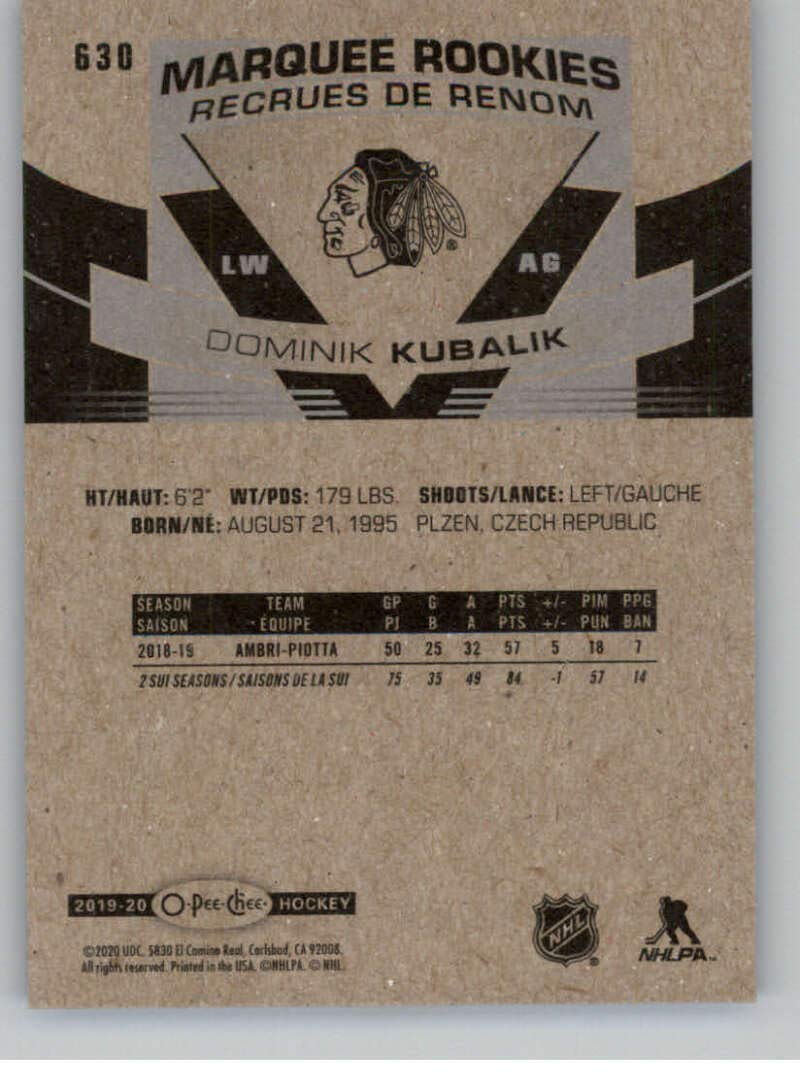 630
MARQUEE ROOKIES
RECRUES DE RENOM
®
LW
AG
DOMINIK KUBALIK
HT/HAUT: 6'2" WT/PDS: 179 LBS. SHOOTS/LANCE: LEFT/GAUCHE
BORN/NÉ: AUGUST 21, 1995 PLZEN, CZECH REPUBLIC
SEASON TEAM GP G A PTS +/- PIM PPG
SAISON ÉQUIPE PJ B A PTS +/- PUN BAN
2018-19 AMBRI-PIOTTA 50 25 32 57 5 18 7
2 SUI SEASONS / SAISONS DE LA SUI 75 35 49 84 -1 57 14
2019-20 O-Pee-Chee HOCKEY
©2020 UDC. 5830 El Camino Real, Carlsbad, CA 92008.
All rights reserved. Printed in the USA. ©NHLPA. © NHL.
NHL ®
NHLPA™